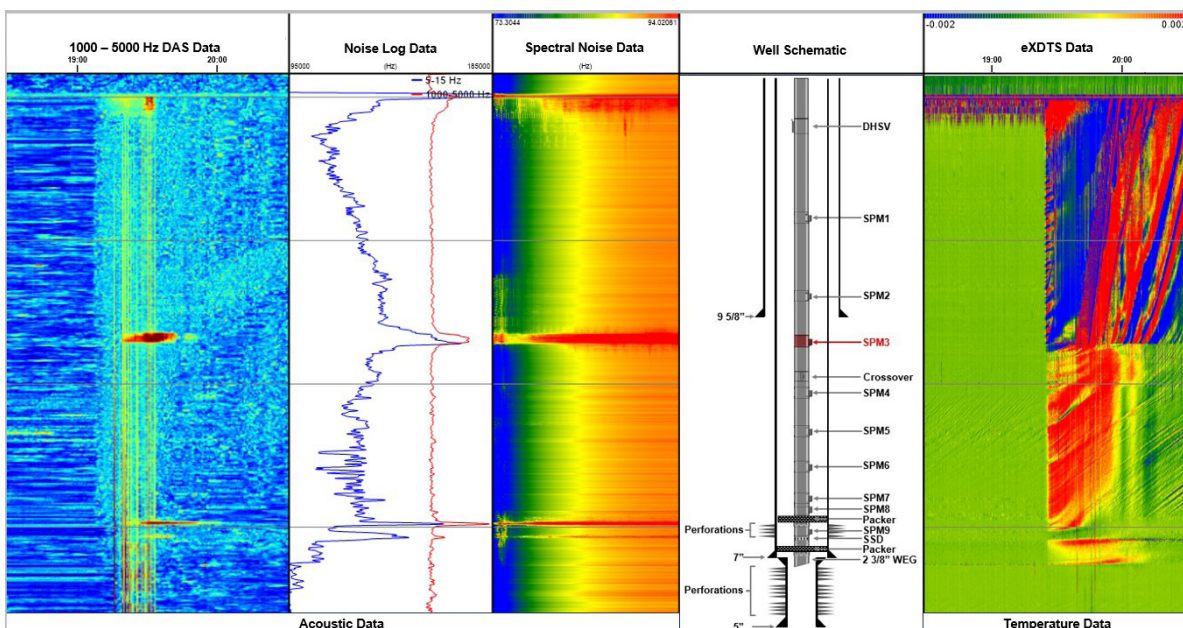 73.3044 94.02081
-0.002 0.002
1000 – 5000 Hz DAS Data
Noise Log Data
Spectral Noise Data
Well Schematic
eXDTS Data
19:00 20:00
95000 (Hz) 185000
(Hz)
19:00 20:00
5-15 Hz
1000-5000 Hz
DHSV
SPM1
SPM2
9 5/8"
SPM3
Crossover
SPM4
SPM5
SPM6
SPM7
SPM8
Packer
Perforations
SPM9
SSD
Packer
7"
2 3/8" WEG
Perforations
5"
Acoustic Data
Temperature Data